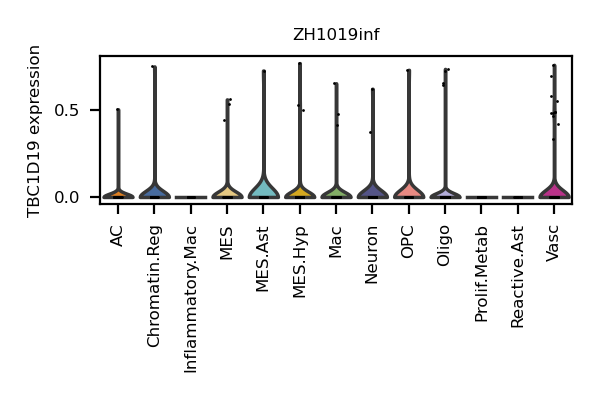 ZH1019inf
TBC1D19 expression
0.5
0.0
AC
Chromatin.Reg
Inflammatory.Mac
MES
MES.Ast
MES.Hyp
Mac
Neuron
OPC
Oligo
Prolif.Metab
Reactive.Ast
Vasc